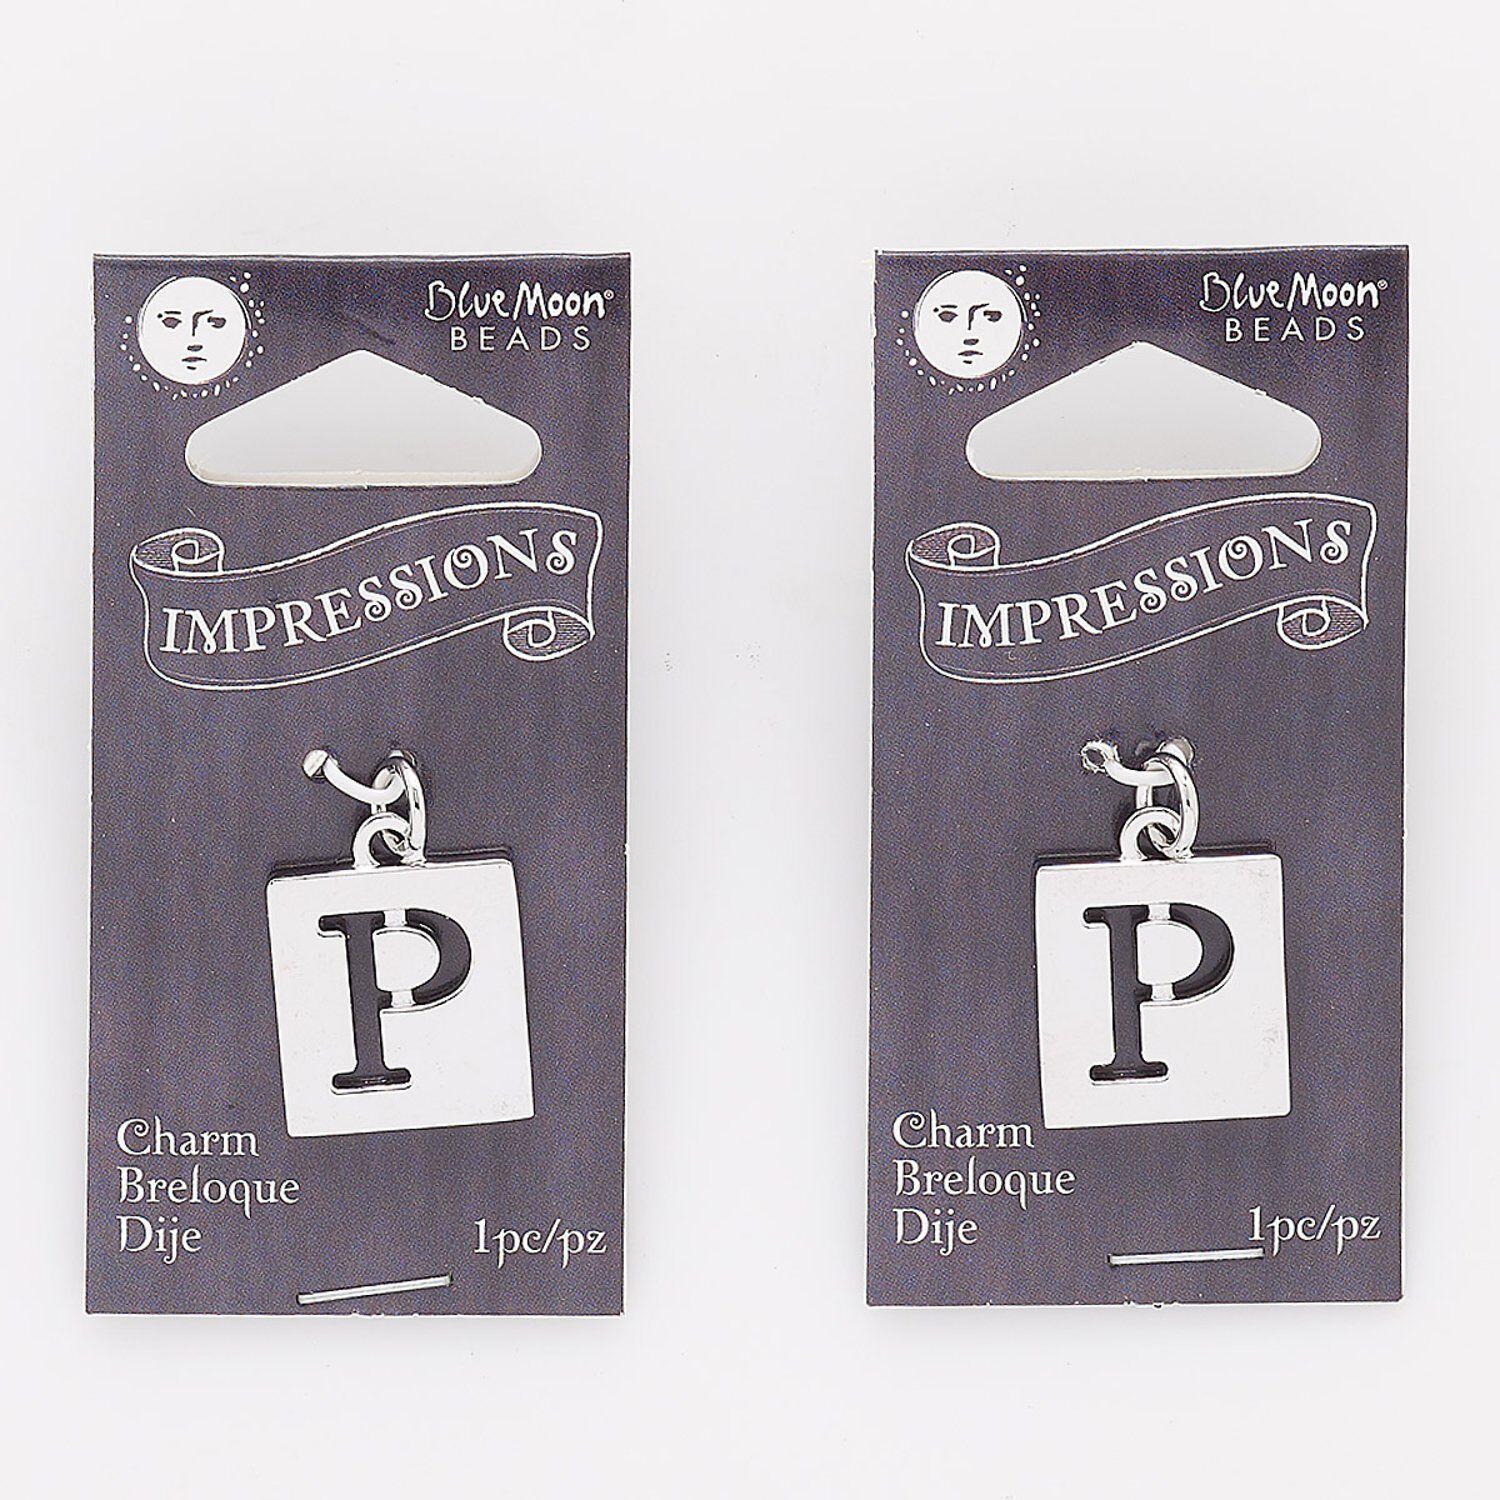 Blue Moon®
BEADS
IMPRESSIONS
P
Charm
Breloque
Dije
1pc/pz
Blue Moon®
BEADS
IMPRESSIONS
P
Charm
Breloque
Dije
1pc/pz